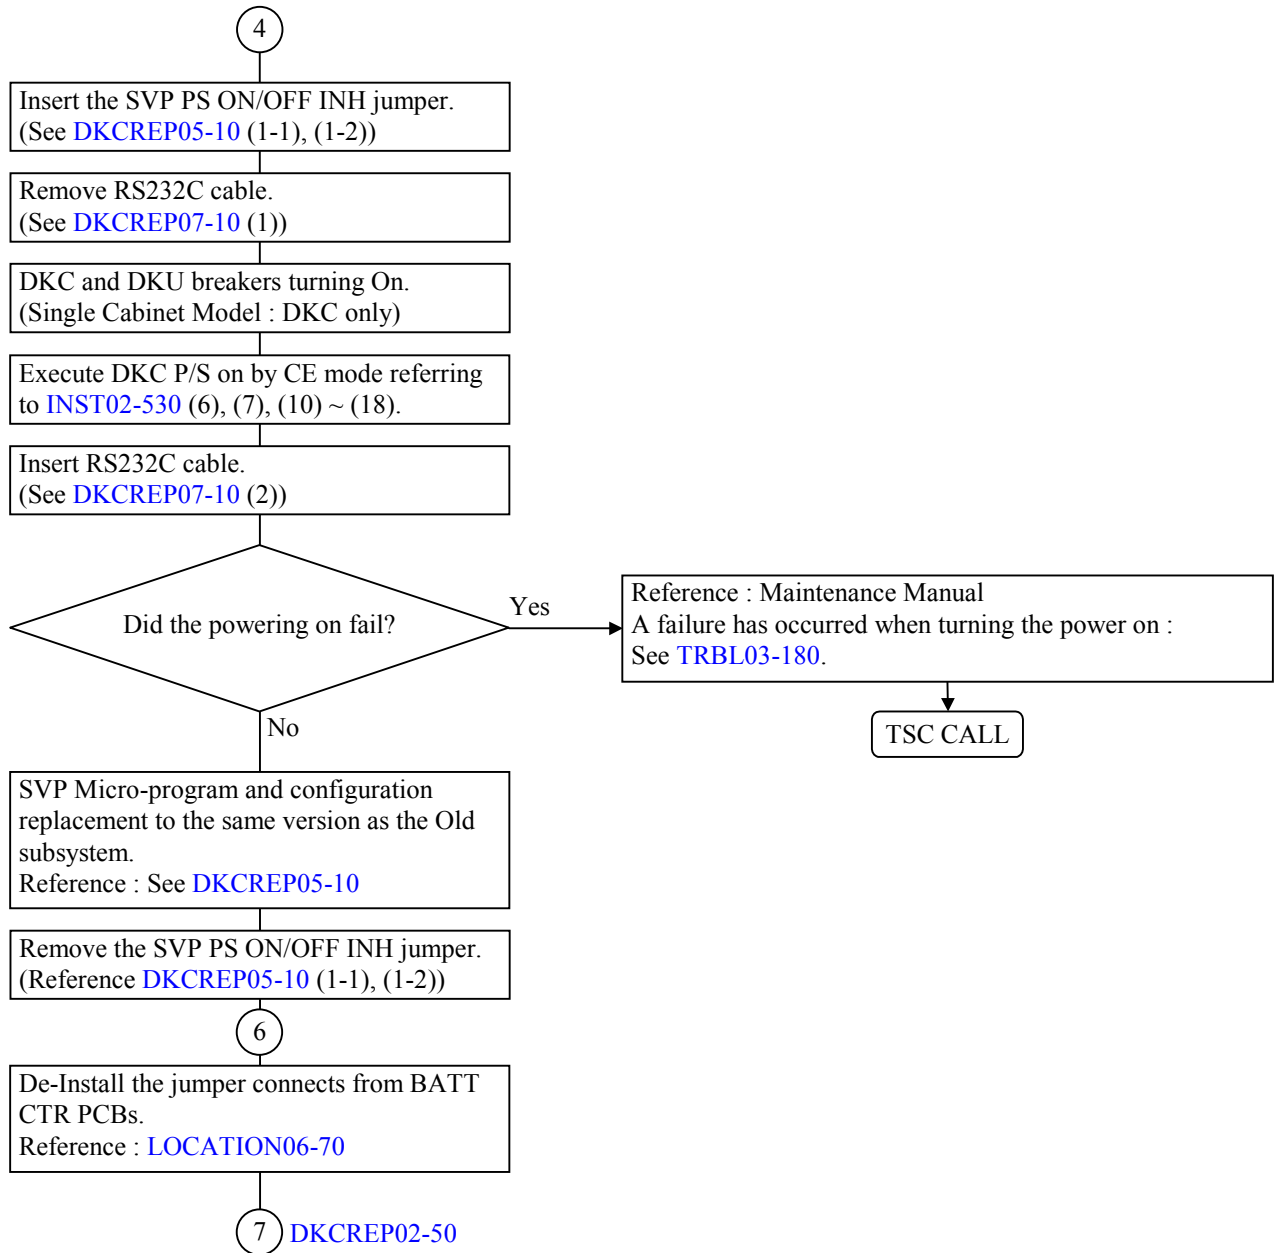 4
Insert the SVP PS ON/OFF INH jumper.
(See DKCREP05-10 (1-1), (1-2))
Remove RS232C cable.
(See DKCREP07-10 (1))
DKC and DKU breakers turning On.
(Single Cabinet Model : DKC only)
Execute DKC P/S on by CE mode referring
to INST02-530 (6), (7), (10) ~ (18).
Insert RS232C cable.
(See DKCREP07-10 (2))
Did the powering on fail?
Yes
Reference : Maintenance Manual
A failure has occurred when turning the power on :
See TRBL03-180.
TSC CALL
No
SVP Micro-program and configuration
replacement to the same version as the Old
subsystem.
Reference : See DKCREP05-10
Remove the SVP PS ON/OFF INH jumper.
(Reference DKCREP05-10 (1-1), (1-2))
6
De-Install the jumper connects from BATT
CTR PCBs.
Reference : LOCATION06-70
7 DKCREP02-50